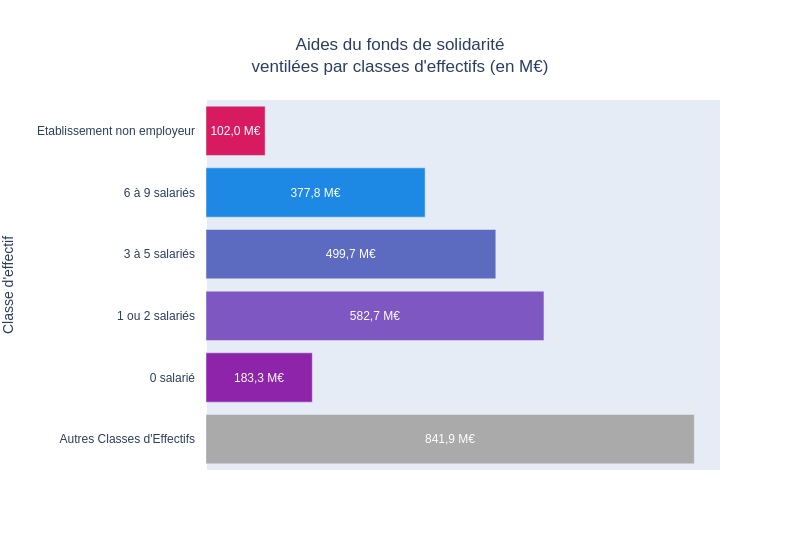 Aides du fonds de solidarité
ventilées par classes d'effectifs (en M€)
Etablissement non employeur
102,0 M€
6 à 9 salariés
377,8 M€
3 à 5 salariés
499,7 M€
1 ou 2 salariés
582,7 M€
0 salarié
183,3 M€
Autres Classes d'Effectifs
841,9 M€
Classe d'effectif